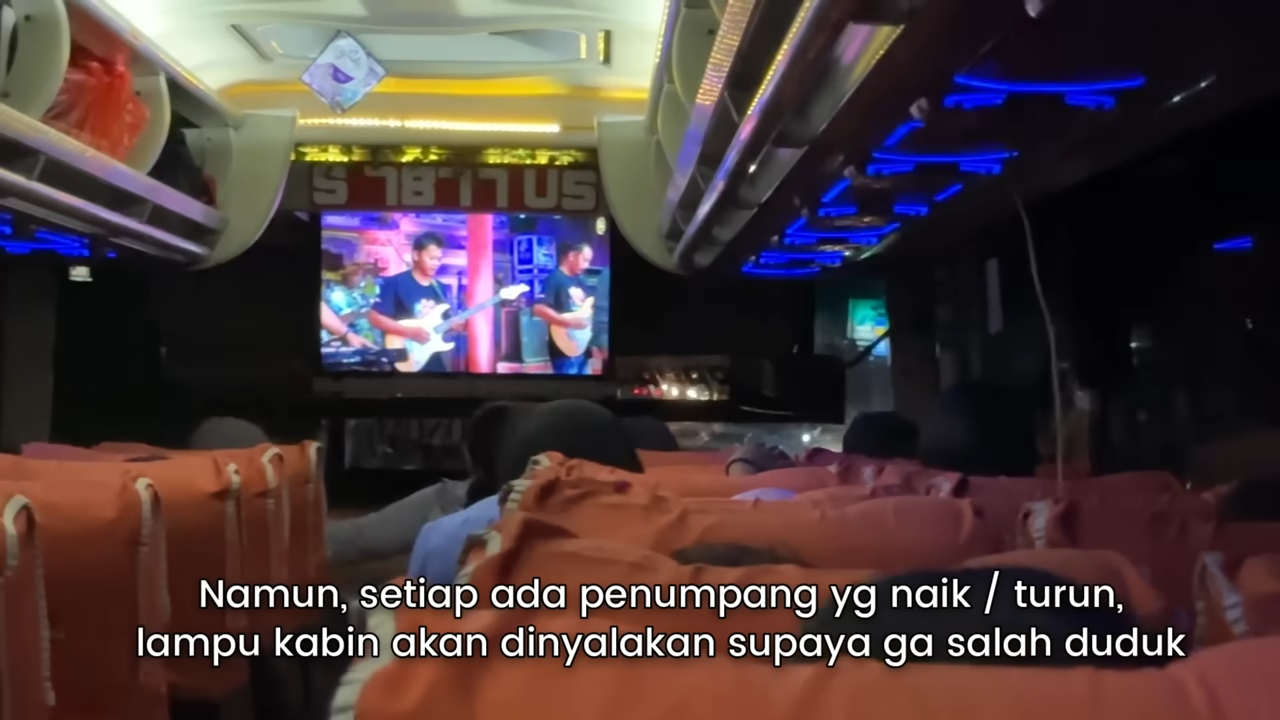 Namun, setiap ada penumpang yg naik / turun,
lampu kabin akan dinyalakan supaya ga salah duduk